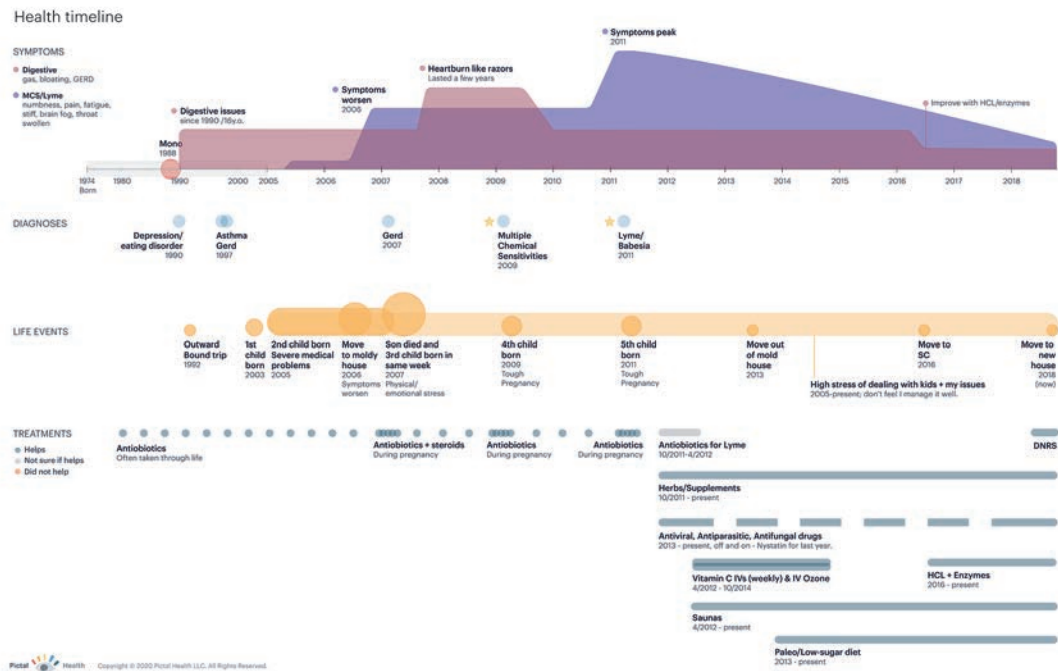 Health timeline
SYMPTOMS
Digestive
gas, bloating, GERD
MCS/Lyme
numbness, pain, fatigue,
stiff, brain fog, throat
swollen
Symptoms peak
2011
Heartburn like razors
Lasted a few years
Symptoms
worsen
2006
Digestive issues
since 1990 /16y.o.
Improve with HCL/enzymes
Mono
1988
1974
Born
1980
1990
2000
2005
2006
2007
2008
2009
2010
2011
2012
2013
2014
2015
2016
2017
2018
DIAGNOSES
Depression/
eating disorder
1990
Asthma
Gerd
1997
Gerd
2007
Multiple
Chemical
Sensitivities
2009
Lyme/
Babesia
2011
LIFE EVENTS
Outward
Bound trip
1992
1st
child
born
2003
2nd child born
Severe medical
problems
2005
Move
to moldy
house
2006
Symptoms
worsen
Son died and
3rd child born in
same week
2007
Physical/
emotional stress
4th child
born
2009
Tough
Pregnancy
5th child
born
2011
Tough
Pregnancy
Move out
of mold
house
2013
High stress of dealing with kids + my issues
2005-present; don't feel I manage it well.
Move to
SC
2016
Move to
new
house
2018
(now)
TREATMENTS
Helps
Not sure if helps
Did not help
Antibiotics
Often taken through life
Antibiotics + steroids
During pregnancy
Antibiotics
During pregnancy
Antibiotics
During pregnancy
Antiobiotics for Lyme
10/2011-4/2012
DNRS
Herbs/Supplements
10/2011 - present
Antiviral, Antiparasitic, Antifungal drugs
2013 - present, off and on - Nystatin for last year.
Vitamin C IVs (weekly) & IV Ozone
4/2012 - 10/2014
HCL + Enzymes
2016 - present
Saunas
4/2012 - present
Paleo/Low-sugar diet
2013 - present
Pictal Health Copyright © 2020 Pictal Health LLC. All Rights Reserved.